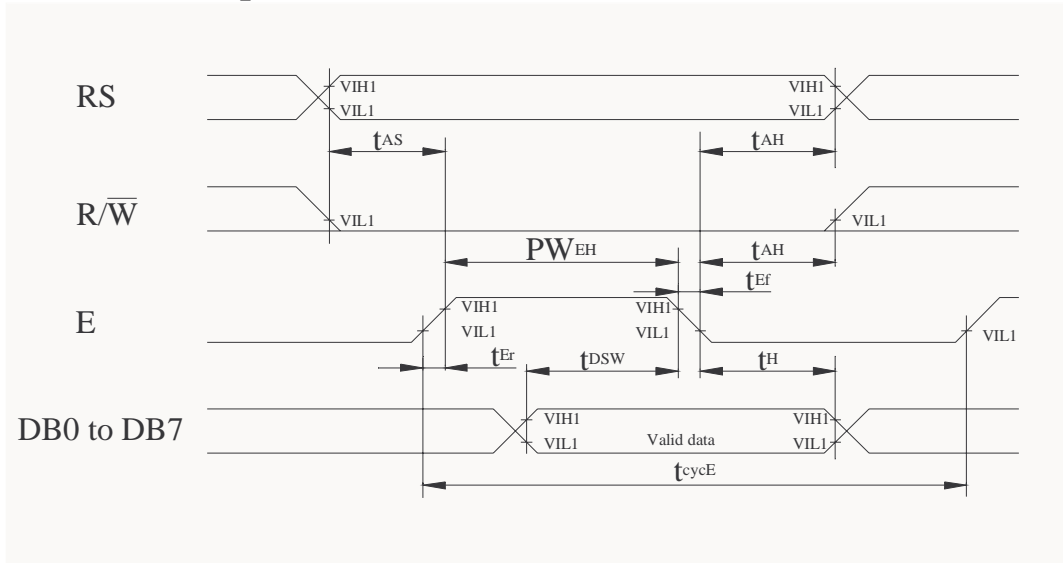 RS
VIH1
VIL1
VIH1
VIL1
tAS
tAH
R/W̅
VIL1
VIL1
PWEH
tAH
tEf
E
VIH1
VIL1
VIH1
VIL1
VIL1
tEr
tDSW
tH
DB0 to DB7
VIH1
VIL1
Valid data
VIH1
VIL1
tcycE